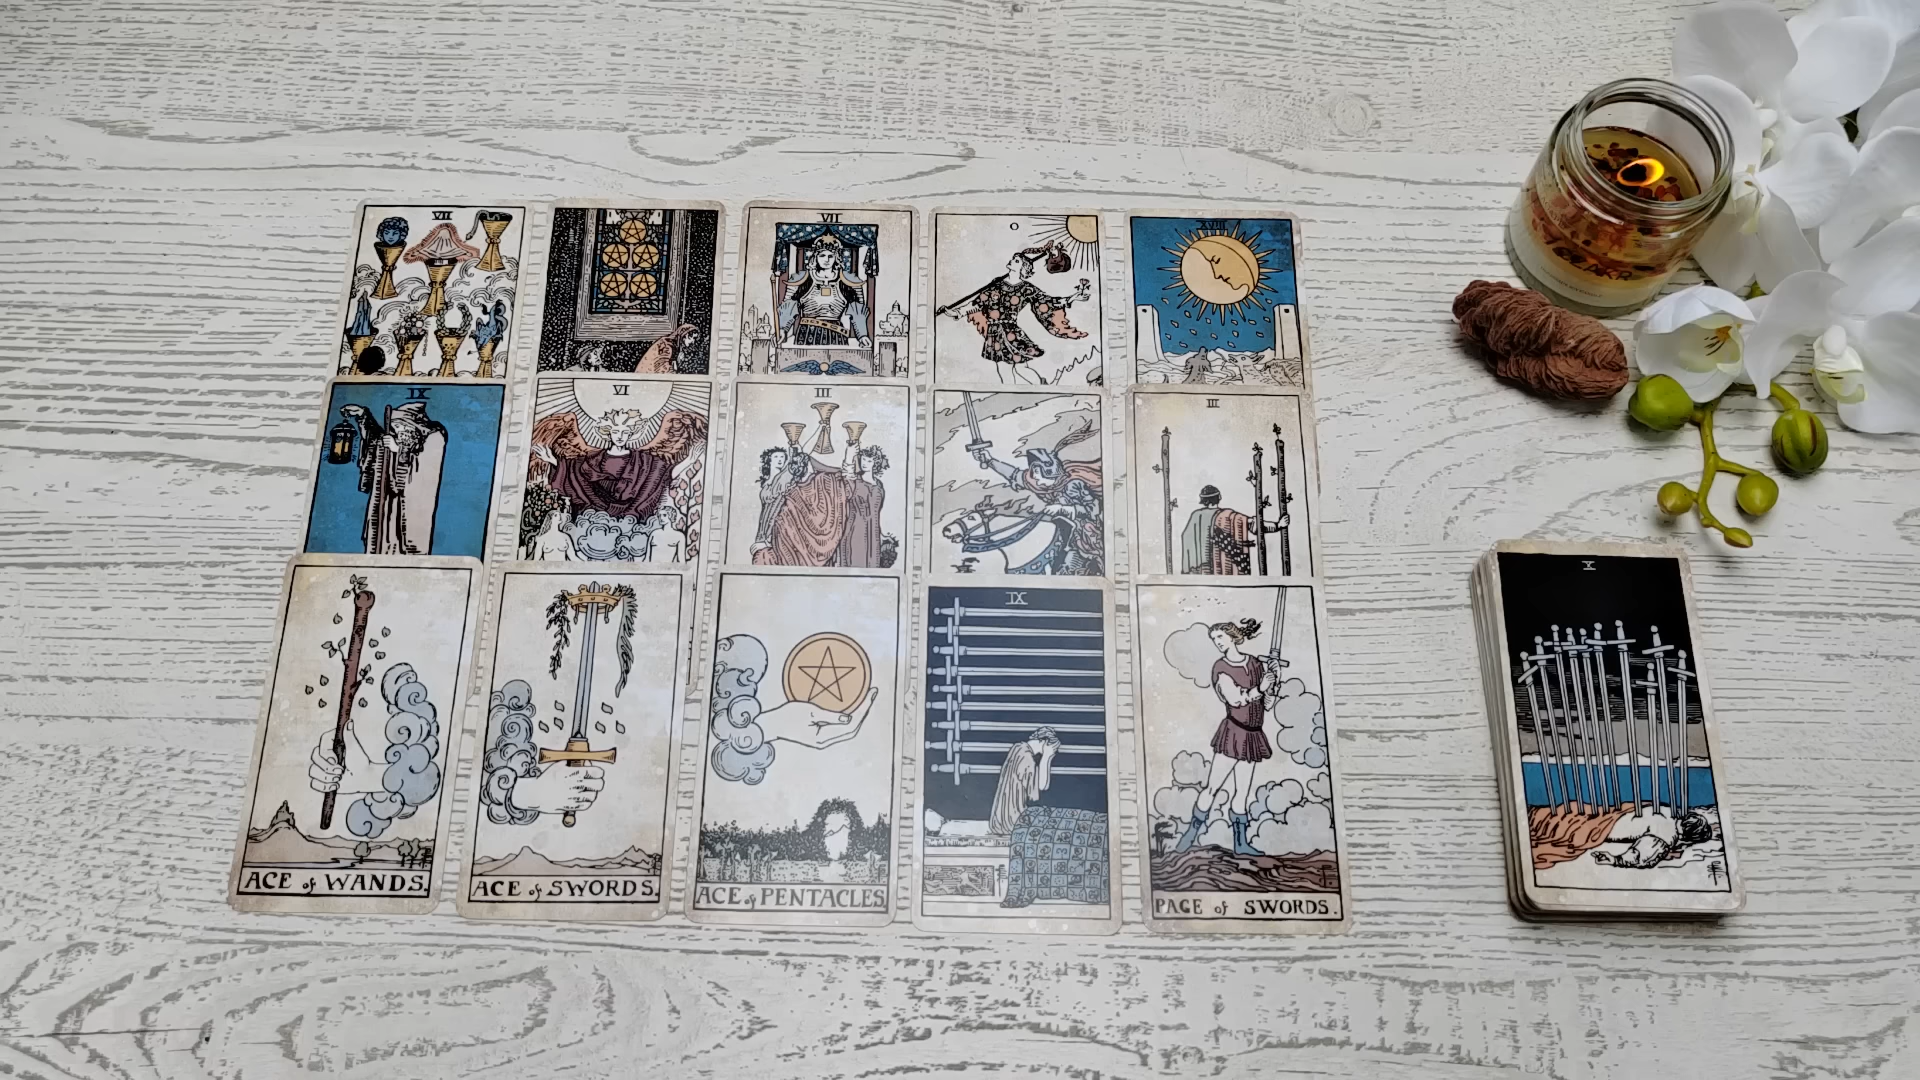 VII
VII
O
XVIII
IX
VI
III
III
ACE of WANDS.
ACE of SWORDS.
ACE of PENTACLES
IX
PAGE of SWORDS.
X